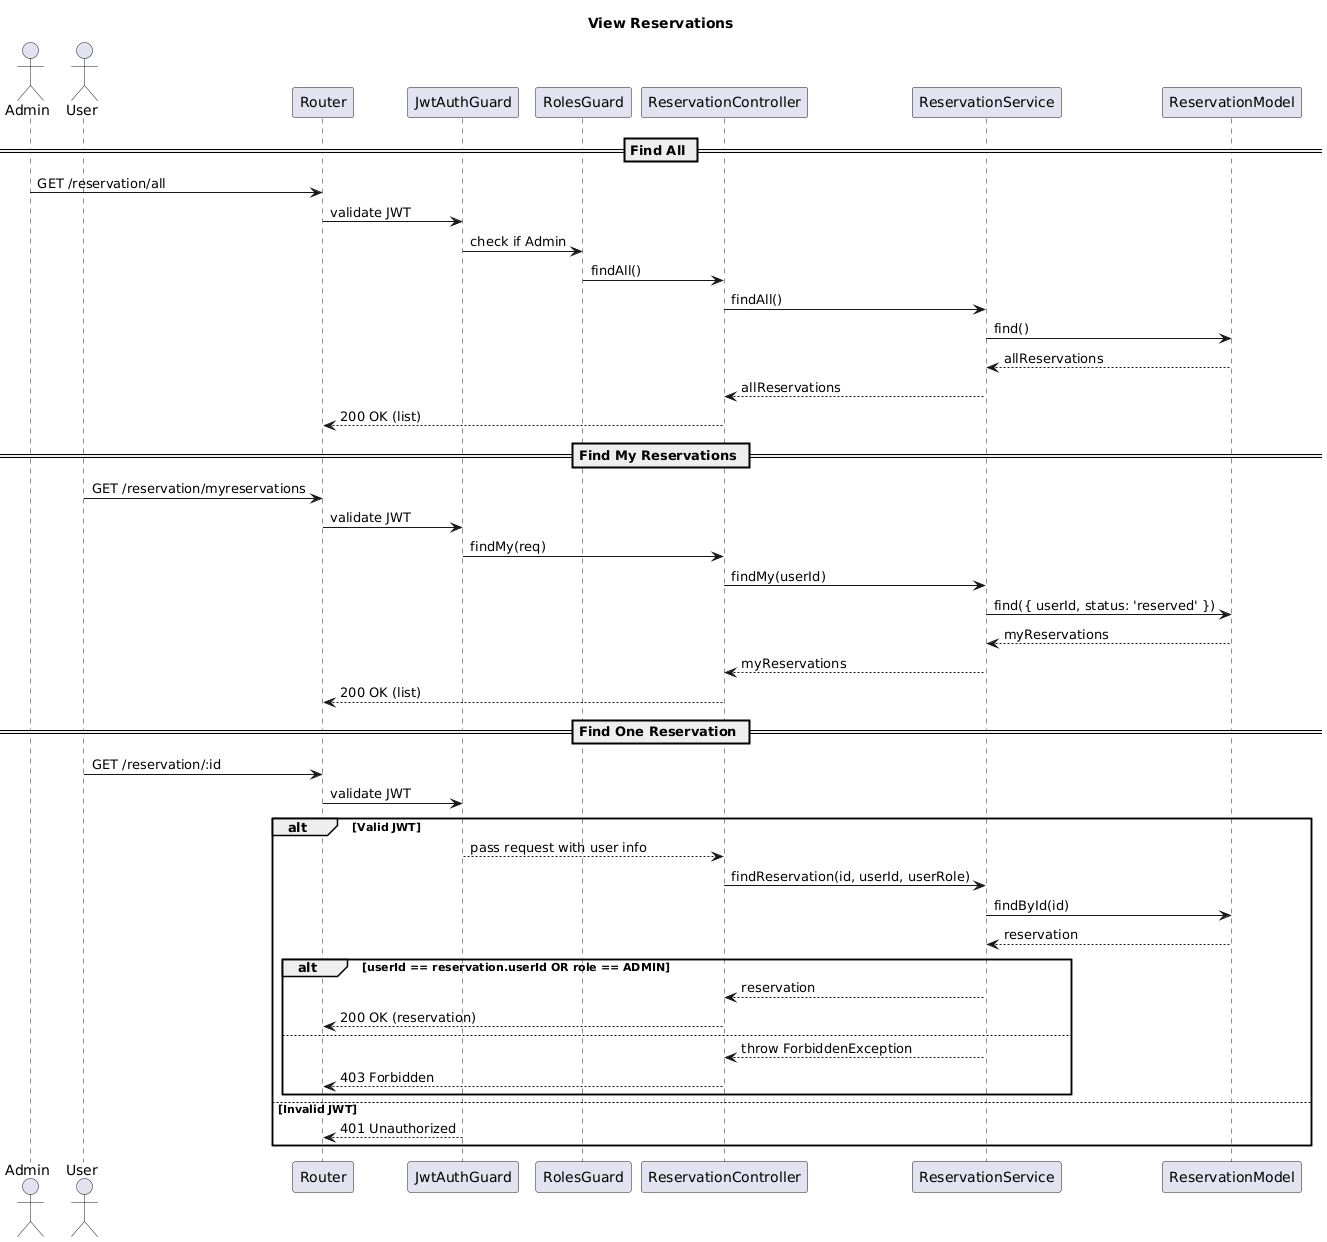 View Reservations
Admin
User
Router
JwtAuthGuard
RolesGuard
ReservationController
ReservationService
ReservationModel
Find All
GET /reservation/all
validate JWT
check if Admin
findAll()
findAll()
find()
allReservations
allReservations
200 OK (list)
Find My Reservations
GET /reservation/myreservations
validate JWT
findMy(req)
findMy(userId)
find({ userId, status: 'reserved' })
myReservations
myReservations
200 OK (list)
Find One Reservation
GET /reservation/:id
validate JWT
alt [Valid JWT]
pass request with user info
findReservation(id, userId, userRole)
findById(id)
reservation
alt [userId == reservation.userId OR role == ADMIN]
reservation
200 OK (reservation)
throw ForbiddenException
403 Forbidden
[Invalid JWT]
401 Unauthorized
Admin
User
Router
JwtAuthGuard
RolesGuard
ReservationController
ReservationService
ReservationModel